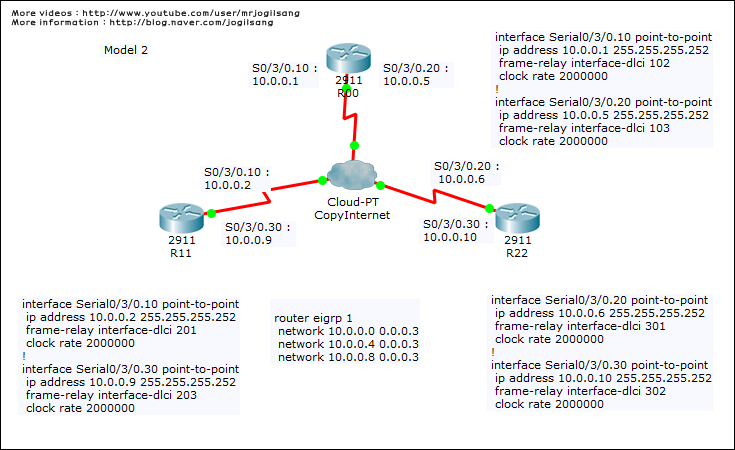 More videos : http://www.youtube.com/user/mrjogilsang
More information : http://blog.naver.com/jogilsang
Model 2
S0/3/0.10 :
10.0.0.1
2911
R00
S0/3/0.20 :
10.0.0.5
interface Serial0/3/0.10 point-to-point
ip address 10.0.0.1 255.255.255.252
frame-relay interface-dlci 102
clock rate 2000000
!
interface Serial0/3/0.20 point-to-point
ip address 10.0.0.5 255.255.255.252
frame-relay interface-dlci 103
clock rate 2000000
S0/3/0.10 :
10.0.0.2
Cloud-PT
CopyInternet
S0/3/0.20 :
10.0.0.6
2911
R11
S0/3/0.30 :
10.0.0.9
S0/3/0.30 :
10.0.0.10
2911
R22
interface Serial0/3/0.10 point-to-point
ip address 10.0.0.2 255.255.255.252
frame-relay interface-dlci 201
clock rate 2000000
!
interface Serial0/3/0.30 point-to-point
ip address 10.0.0.9 255.255.255.252
frame-relay interface-dlci 203
clock rate 2000000
router eigrp 1
network 10.0.0.0 0.0.0.3
network 10.0.0.4 0.0.0.3
network 10.0.0.8 0.0.0.3
interface Serial0/3/0.20 point-to-point
ip address 10.0.0.6 255.255.255.252
frame-relay interface-dlci 301
clock rate 2000000
!
interface Serial0/3/0.30 point-to-point
ip address 10.0.0.10 255.255.255.252
frame-relay interface-dlci 302
clock rate 2000000